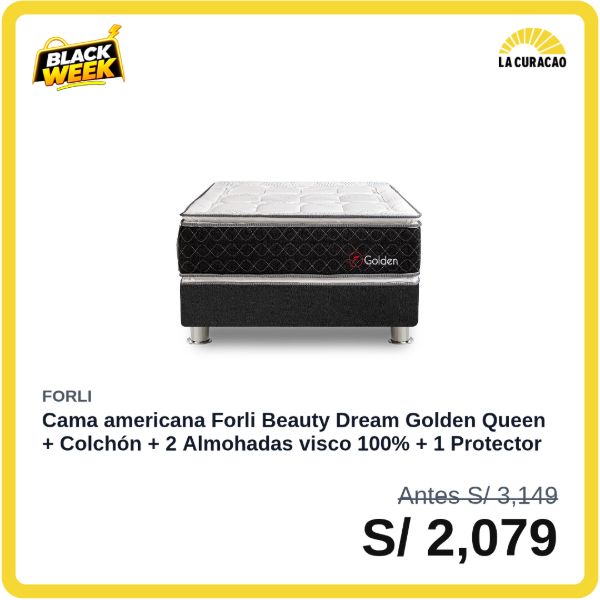 BLACK
WEEK
LA CURACAO
Golden
FORLI
Cama americana Forli Beauty Dream Golden Queen
+ Colchón + 2 Almohadas visco 100% + 1 Protector
Antes S/ 3,149
S/ 2,079